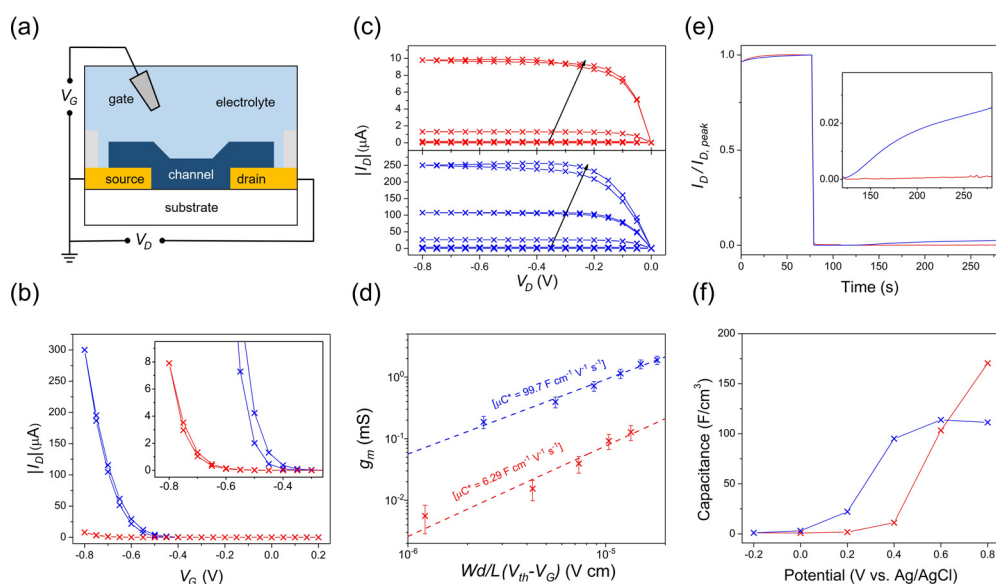 (a)
V_G
gate
electrolyte
source
channel
drain
substrate
V_D
(b)
300
250
200
150
100
50
0
|I_D|(μA)
-0.8
-0.6
-0.4
-0.2
0.0
0.2
V_G (V)
8
6
4
2
0
-0.8
-0.6
-0.4
(c)
10
8
6
4
2
0
250
200
150
100
50
0
|I_D|(μA)
-0.8
-0.6
-0.4
-0.2
0.0
V_D (V)
(d)
10⁰
10⁻¹
10⁻²
g_m (mS)
[μC* = 99.7 F cm⁻¹ V⁻¹ s⁻¹]
[μC* = 6.29 F cm⁻¹ V⁻¹ s⁻¹]
10⁻⁶
10⁻⁵
Wd/L(V_th-V_G) (V cm)
(e)
1.0
0.5
0.0
I_D / I_D, peak
0.02
0.01
0.00
150
200
250
0
50
100
150
200
250
Time (s)
(f)
200
150
100
50
0
Capacitance (F/cm³)
-0.2
0.0
0.2
0.4
0.6
0.8
Potential (V vs. Ag/AgCl)